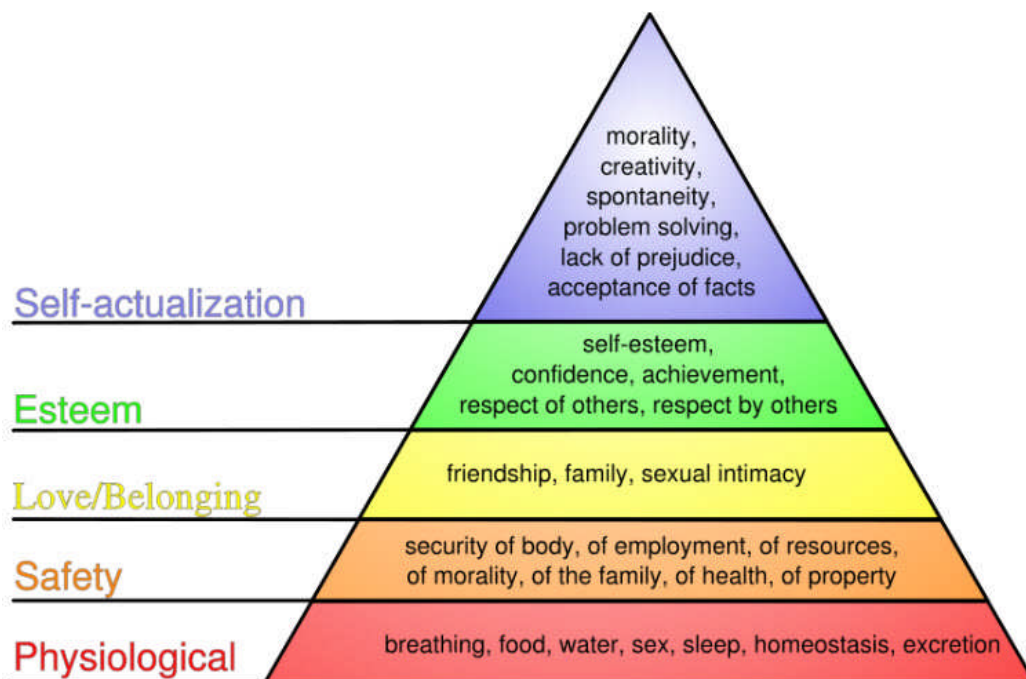 morality,
creativity,
spontaneity,
problem solving,
lack of prejudice,
acceptance of facts
Self-actualization
self-esteem,
confidence, achievement,
respect of others, respect by others
Esteem
friendship, family, sexual intimacy
Love/Belonging
security of body, of employment, of resources,
of morality, of the family, of health, of property
Safety
breathing, food, water, sex, sleep, homeostasis, excretion
Physiological